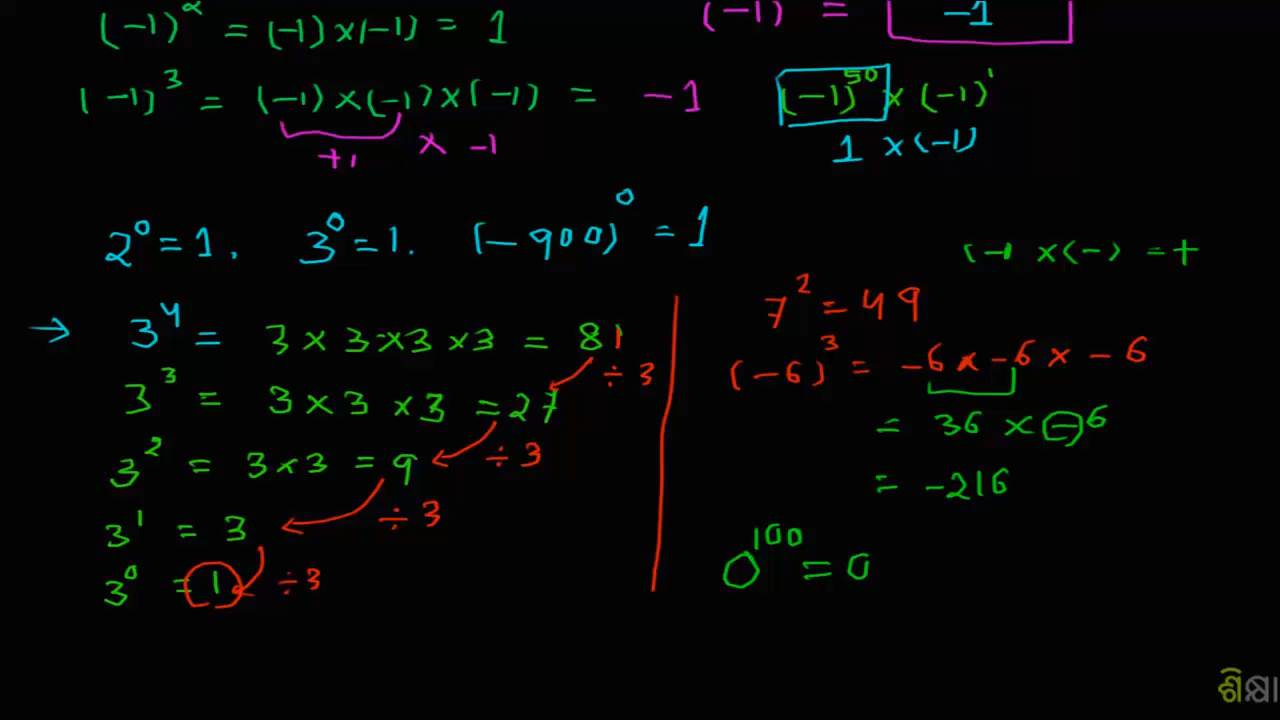 (-1)² = (-1)×(-1) = 1
(-1) = -1
(-1)³ = (-1)×(-1)×(-1) = -1
+1 × -1
(-1)⁵⁰×(-1)¹
1 ×(-1)
2⁰=1, 3⁰=1. (-900)⁰ = 1
→ 3⁴ = 3×3×3×3 = 81
÷3
3³ = 3×3×3 = 27
÷3
3² = 3×3 = 9
÷3
3¹ = 3
3⁰ = 1 ÷3
(-)×(-) = +
7² = 49
(-6)³ = -6×-6×-6
= 36×-6
= -216
0¹⁰⁰ = 0
ଶିକ୍ଷା